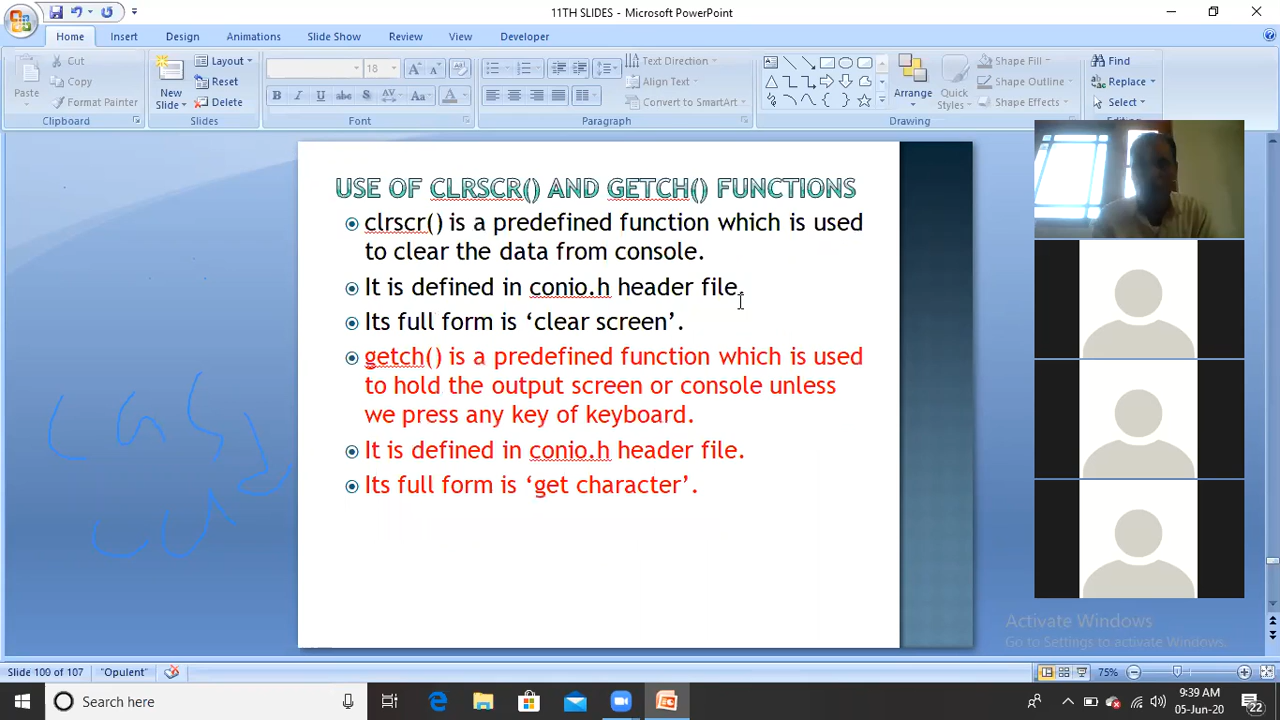 11TH SLIDES - Microsoft PowerPoint
Home Insert Design Animations Slide Show Review View Developer
Paste
Cut
Copy
Format Painter
Clipboard
New Slide
Layout
Reset
Delete
Slides
18
B I U abc S AV Aa A
Font
Text Direction
Align Text
Convert to SmartArt
Paragraph
Arrange
Quick Styles
Shape Fill
Shape Outline
Shape Effects
Drawing
Find
Replace
Select
USE OF CLRSCR() AND GETCH() FUNCTIONS
clrscr() is a predefined function which is used
to clear the data from console.
It is defined in conio.h header file.
Its full form is ‘clear screen’.
getch() is a predefined function which is used
to hold the output screen or console unless
we press any key of keyboard.
It is defined in conio.h header file.
Its full form is ‘get character’.
Activate Windows
Go to Settings to activate Windows.
Slide 100 of 107 "Opulent" 75%
Search here
9:39 AM
05-Jun-20
22